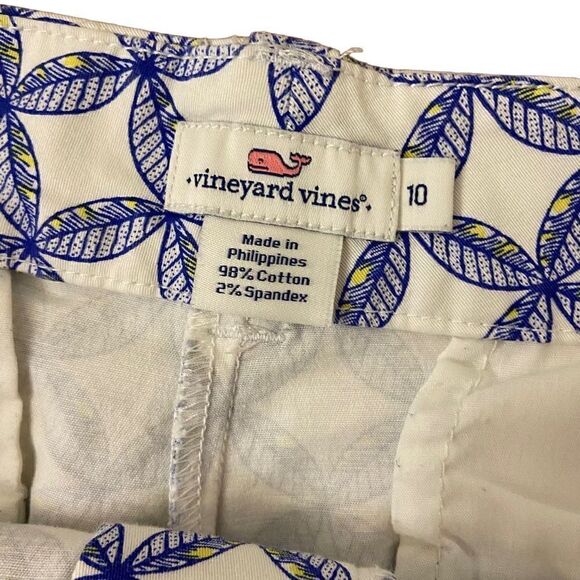 vineyard vines®
10
Made in
Philippines
98% Cotton
2% Spandex